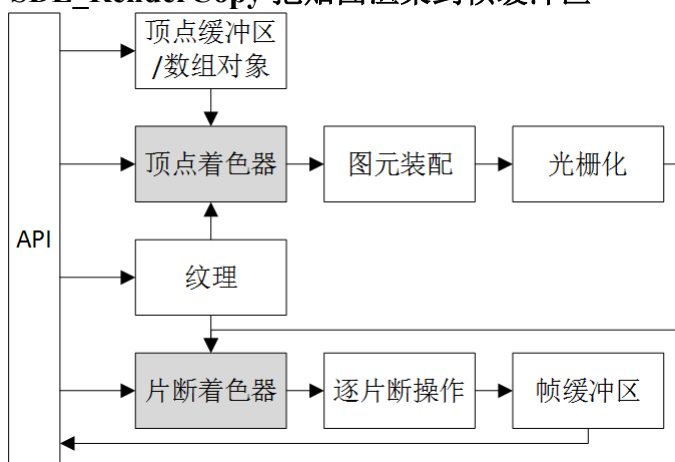 SDL_RenderCopy
顶点缓冲区
/数组对象
顶点着色器
图元装配
光栅化
API
纹理
片断着色器
逐片断操作
帧缓冲区